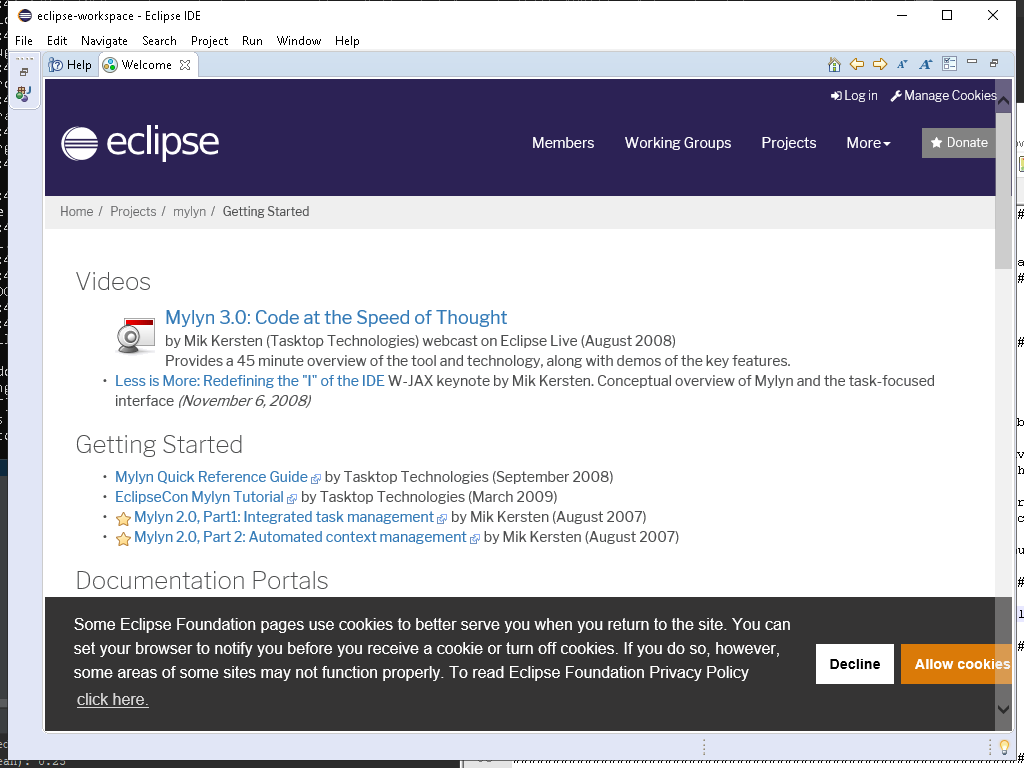 eclipse-workspace - Eclipse IDE
File Edit Navigate Search Project Run Window Help
Help Welcome
Log in Manage Cookies
eclipse Members Working Groups Projects More Donate
Home / Projects / mylyn / Getting Started
Videos
Mylyn 3.0: Code at the Speed of Thought
by Mik Kersten (Tasktop Technologies) webcast on Eclipse Live (August 2008)
Provides a 45 minute overview of the tool and technology, along with demos of the key features.
• Less is More: Redefining the "I" of the IDE W-JAX keynote by Mik Kersten. Conceptual overview of Mylyn and the task-focused
interface (November 6, 2008)
Getting Started
• Mylyn Quick Reference Guide by Tasktop Technologies (September 2008)
• EclipseCon Mylyn Tutorial by Tasktop Technologies (March 2009)
• Mylyn 2.0, Part1: Integrated task management by Mik Kersten (August 2007)
• Mylyn 2.0, Part 2: Automated context management by Mik Kersten (August 2007)
Documentation Portals
Some Eclipse Foundation pages use cookies to better serve you when you return to the site. You can
set your browser to notify you before you receive a cookie or turn off cookies. If you do so, however,
some areas of some sites may not function properly. To read Eclipse Foundation Privacy Policy
click here.
Decline Allow cookies